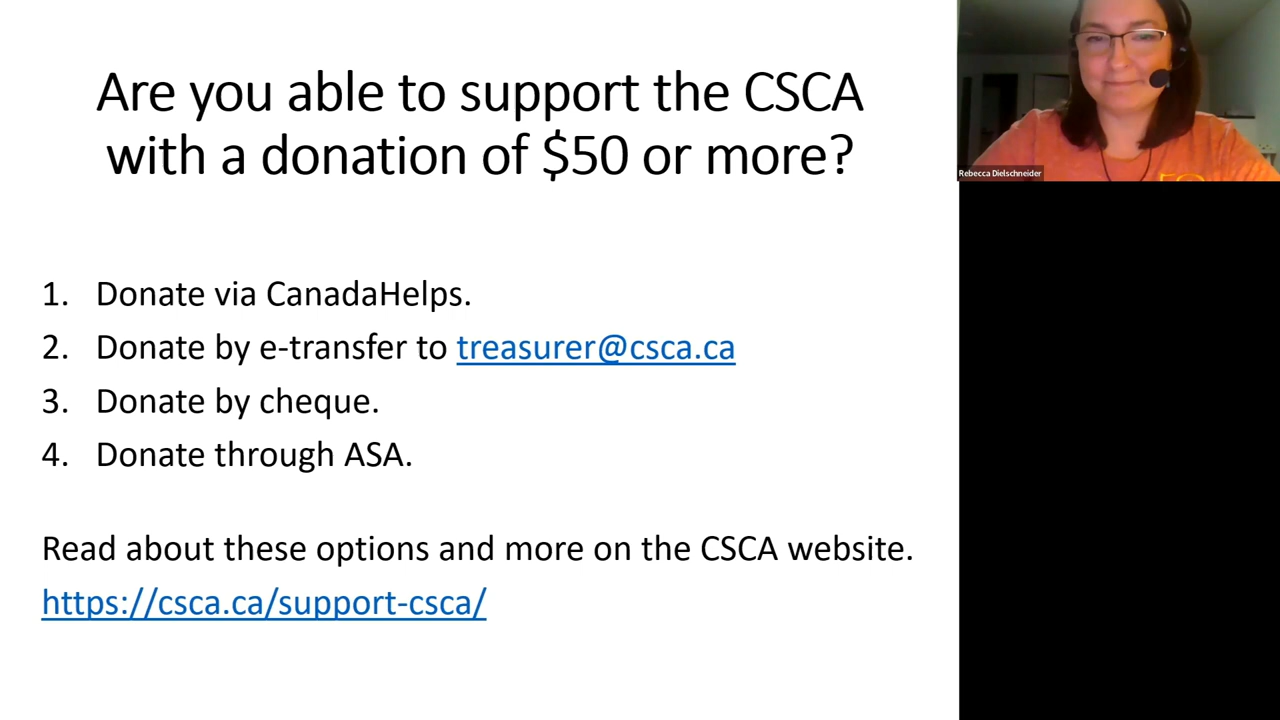 Are you able to support the CSCA
with a donation of $50 or more?
1. Donate via CanadaHelps.
2. Donate by e-transfer to treasurer@csca.ca
3. Donate by cheque.
4. Donate through ASA.
Read about these options and more on the CSCA website.
https://csca.ca/support-csca/
Rebecca Dielschneider